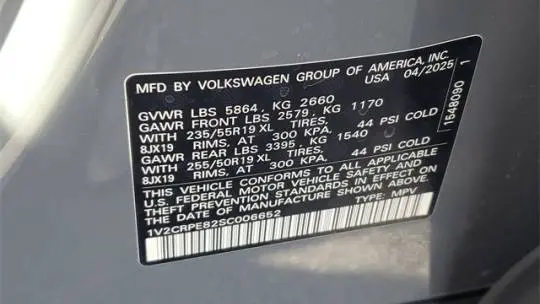 MFD BY VOLKSWAGEN GROUP OF AMERICA, INC.
USA 04/2025
GVWR LBS 5864, KG 2660
GAWR FRONT LBS 2579, KG 1170
WITH 235/55R19 XL TIRES,
8JX19 RIMS, AT 300 KPA, 44 PSI COLD
GAWR REAR LBS 3395, KG 1540
WITH 255/50R19 XL TIRES,
8JX19 RIMS, AT 300 KPA, 44 PSI COLD
THIS VEHICLE CONFORMS TO ALL APPLICABLE
U.S. FEDERAL MOTOR VEHICLE SAFETY AND
THEFT PREVENTION STANDARDS IN EFFECT ON
THE DATE OF MANUFACTURE SHOWN ABOVE.
1V2CRPE82SC006652 TYPE: MPV
1548090 1